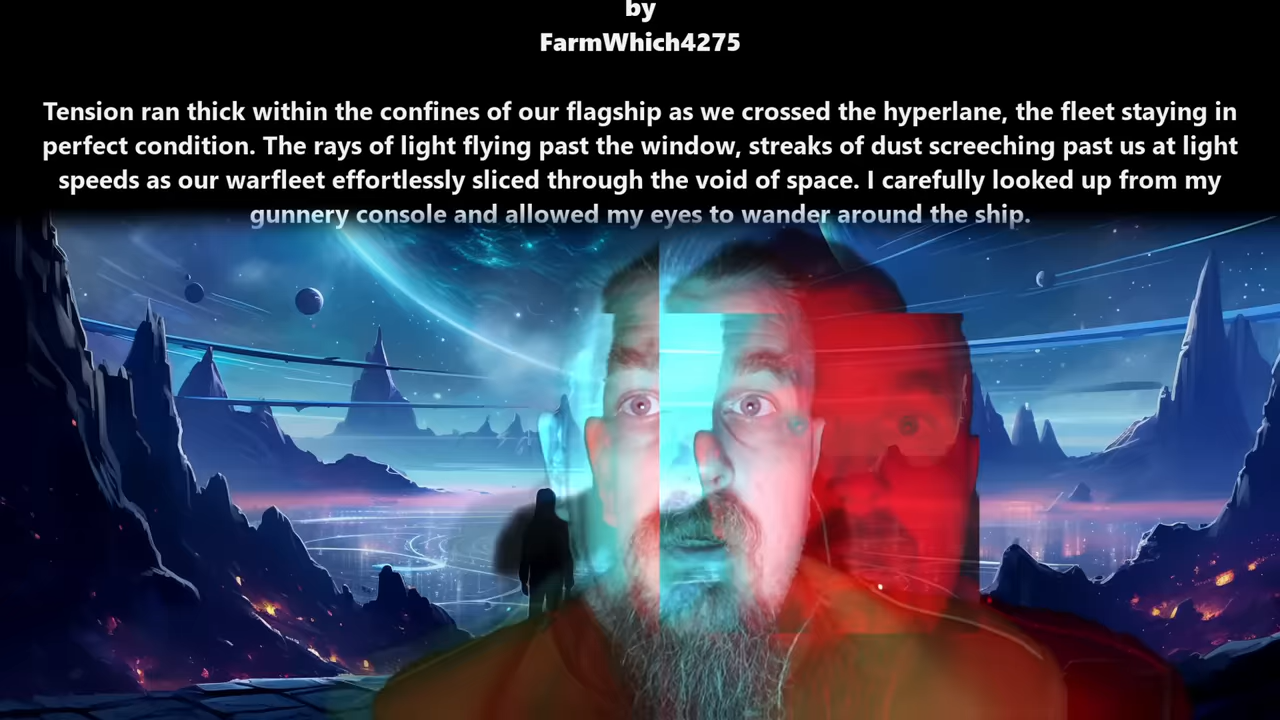 by
FarmWhich4275
Tension ran thick within the confines of our flagship as we crossed the hyperlane, the fleet staying in
perfect condition. The rays of light flying past the window, streaks of dust screeching past us at light
speeds as our warfleet effortlessly sliced through the void of space. I carefully looked up from my
gunnery console and allowed my eyes to wander around the ship.